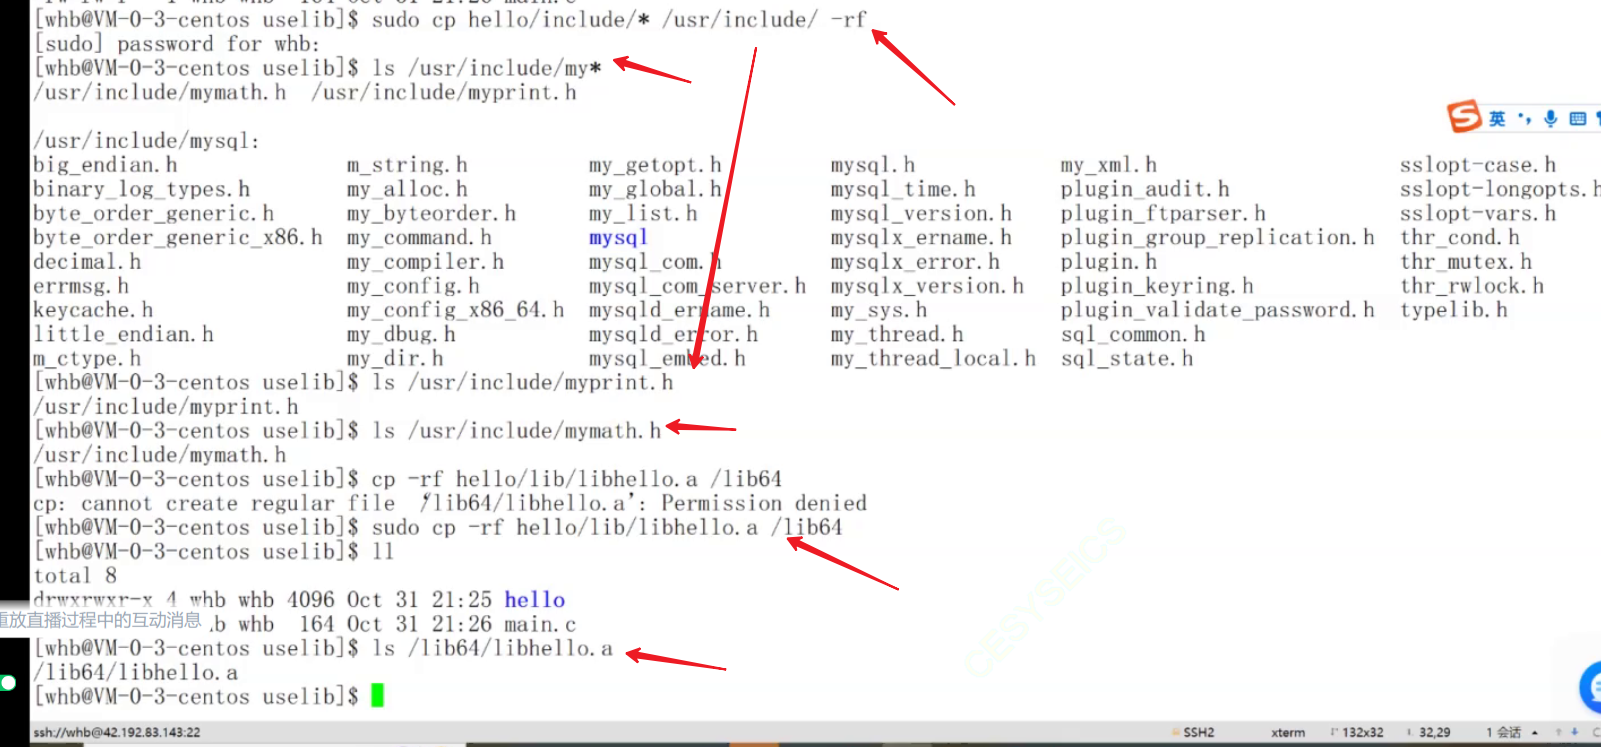 [whb@VM-0-3-centos uselib]$ sudo cp hello/include/* /usr/include/ -rf
[sudo] password for whb:
[whb@VM-0-3-centos uselib]$ ls /usr/include/my*
/usr/include/mymath.h  /usr/include/myprint.h
/usr/include/mysql:
big_endian.h  m_string.h  my_getopt.h  mysql.h  my_xml.h  sslopt-case.h
binary_log_types.h  my_alloc.h  my_global.h  mysql_time.h  plugin_audit.h  sslopt-longopts.h
byte_order_generic.h  my_byteorder.h  my_list.h  mysql_version.h  plugin_ftparser.h  sslopt-vars.h
byte_order_generic_x86.h  my_command.h  mysql  mysqlx_ername.h  plugin_group_replication.h  thr_cond.h
decimal.h  my_compiler.h  mysql_com.h  mysqlx_error.h  plugin.h  thr_mutex.h
errmsg.h  my_config.h  mysql_com_server.h  mysqlx_version.h  plugin_keyring.h  thr_rwlock.h
keycache.h  my_config_x86_64.h  mysqld_ername.h  my_sys.h  plugin_validate_password.h  typelib.h
little_endian.h  my_dbug.h  mysqld_error.h  my_thread.h  sql_common.h
m_ctype.h  my_dir.h  mysql_embed.h  my_thread_local.h  sql_state.h
[whb@VM-0-3-centos uselib]$ ls /usr/include/myprint.h
/usr/include/myprint.h
[whb@VM-0-3-centos uselib]$ ls /usr/include/mymath.h
/usr/include/mymath.h
[whb@VM-0-3-centos uselib]$ cp -rf hello/lib/libhello.a /lib64
cp: cannot create regular file ‘/lib64/libhello.a’: Permission denied
[whb@VM-0-3-centos uselib]$ sudo cp -rf hello/lib/libhello.a /lib64
[whb@VM-0-3-centos uselib]$ ll
total 8
drwxrwxr-x 4 whb whb 4096 Oct 31 21:25 hello
重放直播过程中的互动消息
whb  164 Oct 31 21:26 main.c
[whb@VM-0-3-centos uselib]$ ls /lib64/libhello.a
/lib64/libhello.a
[whb@VM-0-3-centos uselib]$
英
ssh://whb@42.192.83.143:22  SSH2  xterm  132x32  32,29  1 会话